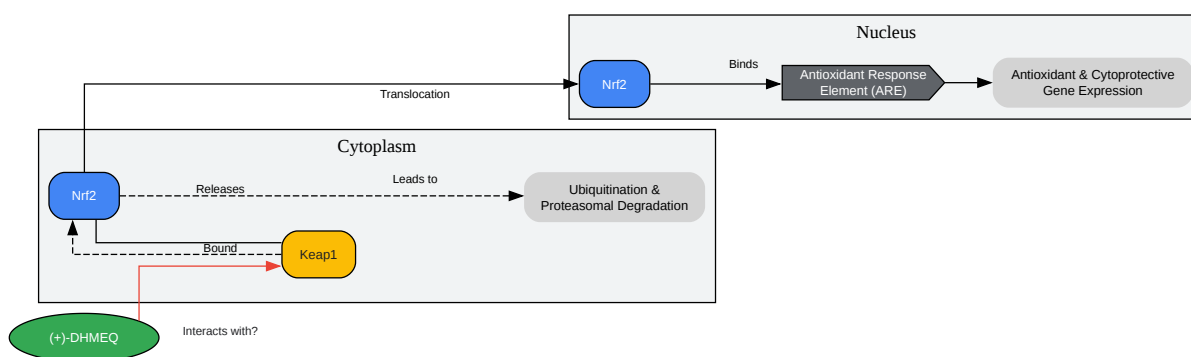 Nucleus
Nrf2
Binds
Antioxidant Response
Element (ARE)
Antioxidant & Cytoprotective
Gene Expression
Translocation
Cytoplasm
Nrf2
Releases
Leads to
Ubiquitination &
Proteasomal Degradation
Bound
Keap1
(+)-DHMEQ
Interacts with?